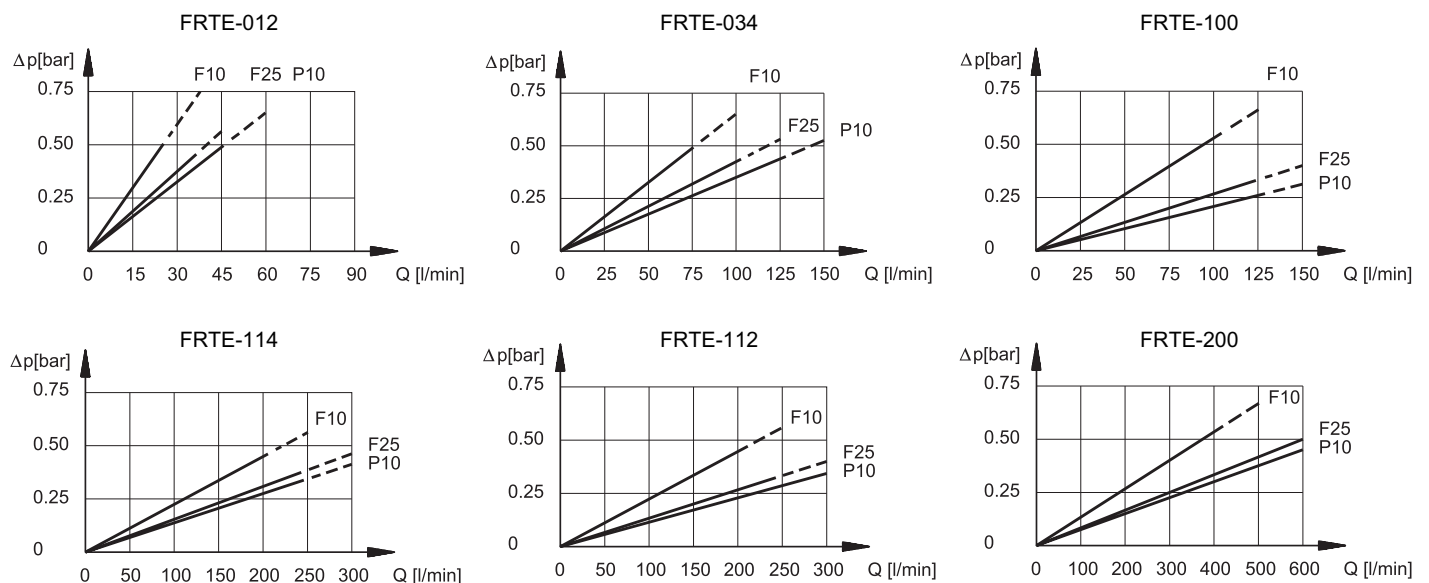 FRTE-012
Δp[bar]
F10 F25 P10
0.75
0.50
0.25
0
0 15 30 45 60 75 90 Q [l/min]
FRTE-034
Δp[bar]
F10
0.75
F25 P10
0.50
0.25
0
0 25 50 75 100 125 150 Q [l/min]
FRTE-100
Δp[bar]
F10
0.75
0.50
F25
0.25
P10
0
0 25 50 75 100 125 150 Q [l/min]
FRTE-114
Δp[bar]
0.75
F10
0.50
F25
P10
0.25
0
0 50 100 150 200 250 300 Q [l/min]
FRTE-112
Δp[bar]
0.75
F10
0.50
F25
P10
0.25
0
0 50 100 150 200 250 300 Q [l/min]
FRTE-200
Δp[bar]
0.75
F10
0.50
F25
P10
0.25
0
0 100 200 300 400 500 600 Q [l/min]